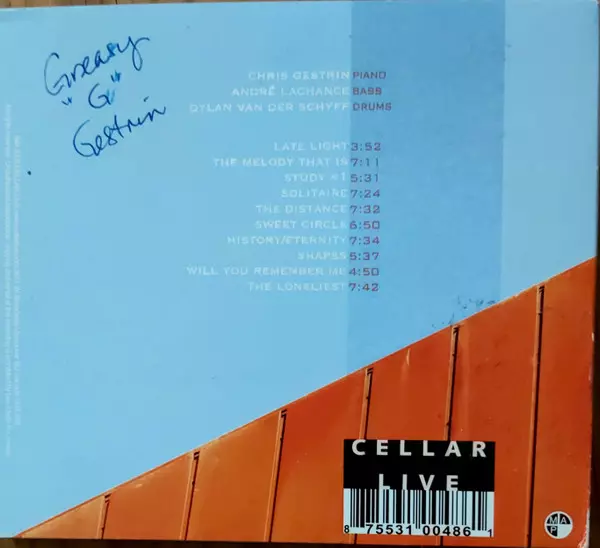 Greasy
"G"
Gestrin
CHRIS GESTRIN PIANO
ANDRÉ LACHANCE BASS
DYLAN VAN DER SCHYFF DRUMS
LATE LIGHT 3:52
THE MELODY THAT IS 7:11
STUDY #1 5:31
SOLITAIRE 7:24
THE DISTANCE 7:32
SWEET CIRCLE 6:50
HISTORY/ETERNITY 7:34
SHAPES 5:37
WILL YOU REMEMBER ME 4:50
THE LONELIEST 7:42
CELLAR
LIVE
8 75531 00486 1
MAP